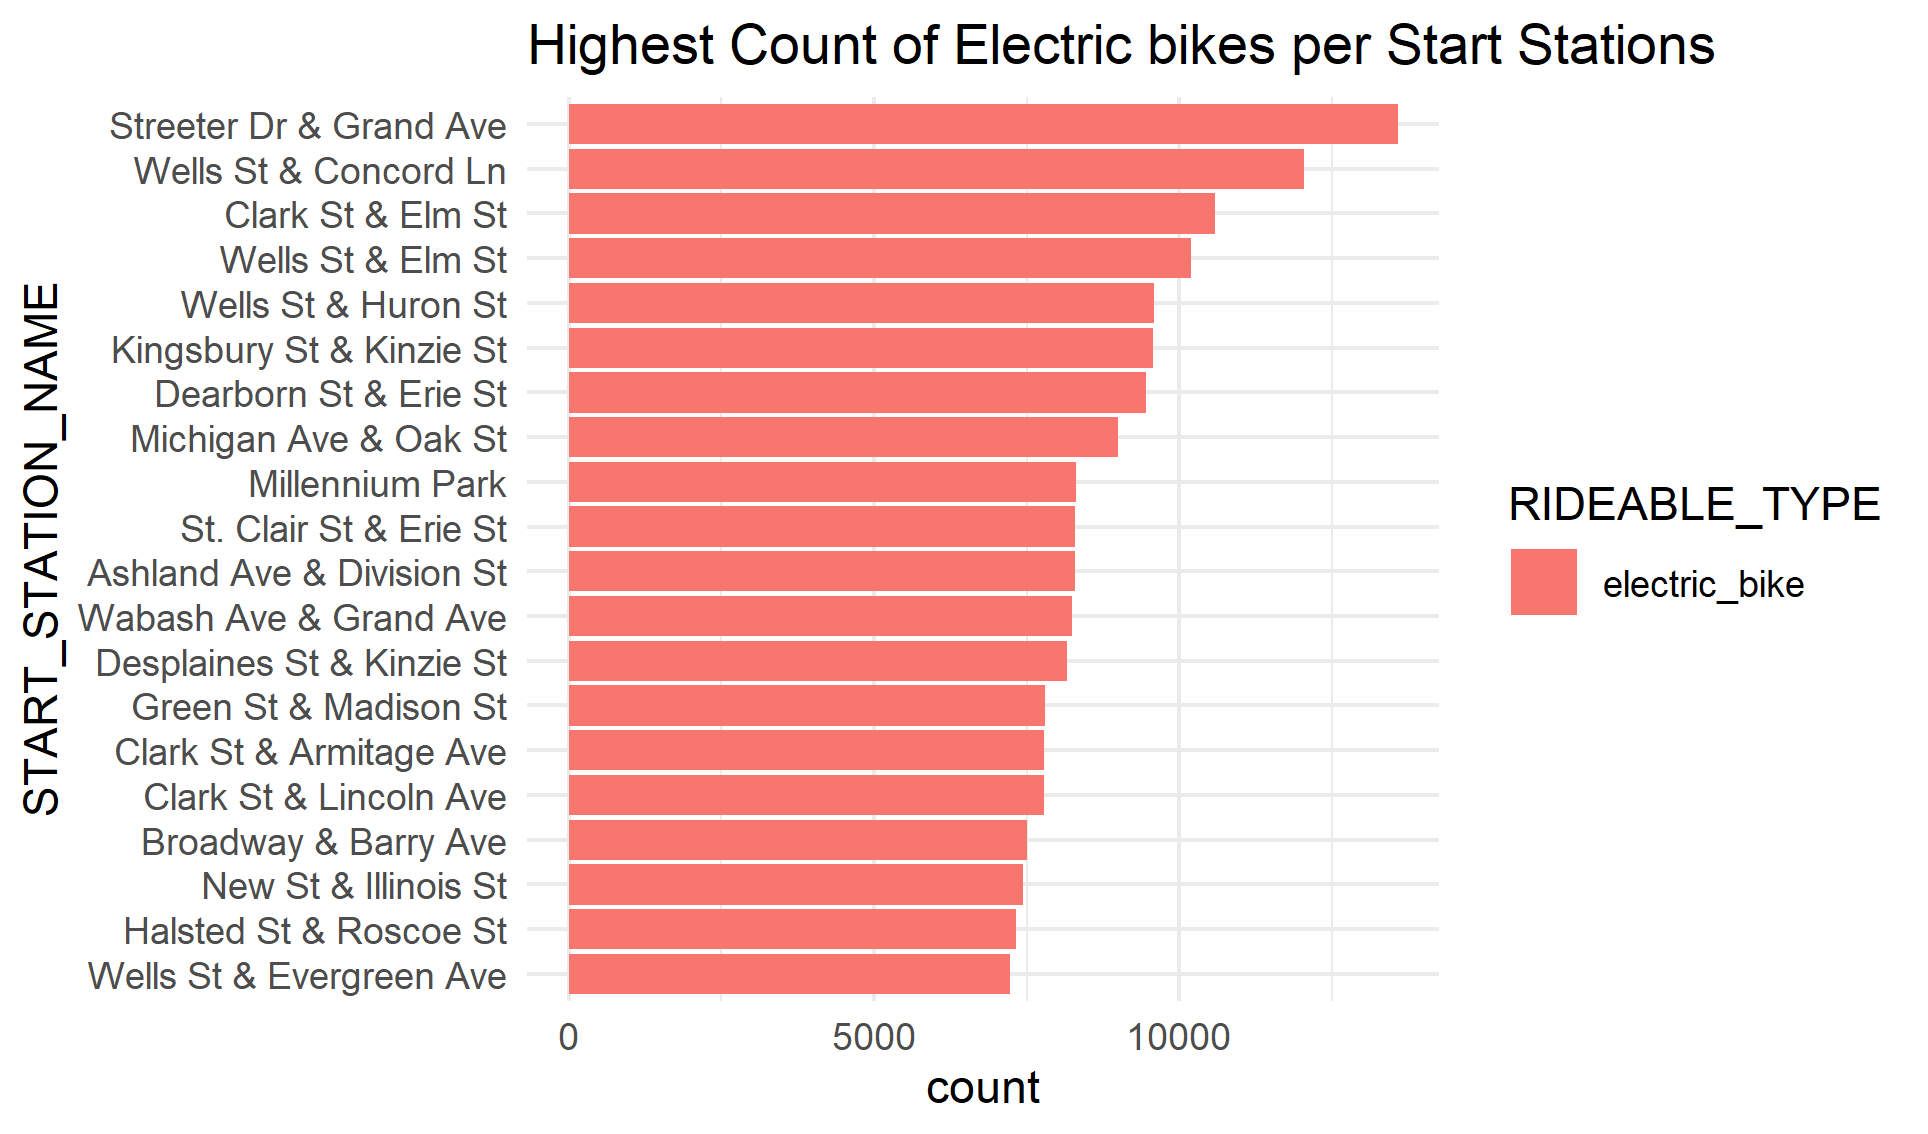 Highest Count of Electric bikes per Start Stations
START_STATION_NAME
Streeter Dr & Grand Ave
Wells St & Concord Ln
Clark St & Elm St
Wells St & Elm St
Wells St & Huron St
Kingsbury St & Kinzie St
Dearborn St & Erie St
Michigan Ave & Oak St
Millennium Park
St. Clair St & Erie St
Ashland Ave & Division St
Wabash Ave & Grand Ave
Desplaines St & Kinzie St
Green St & Madison St
Clark St & Armitage Ave
Clark St & Lincoln Ave
Broadway & Barry Ave
New St & Illinois St
Halsted St & Roscoe St
Wells St & Evergreen Ave
0 5000 10000
count
RIDEABLE_TYPE
electric_bike